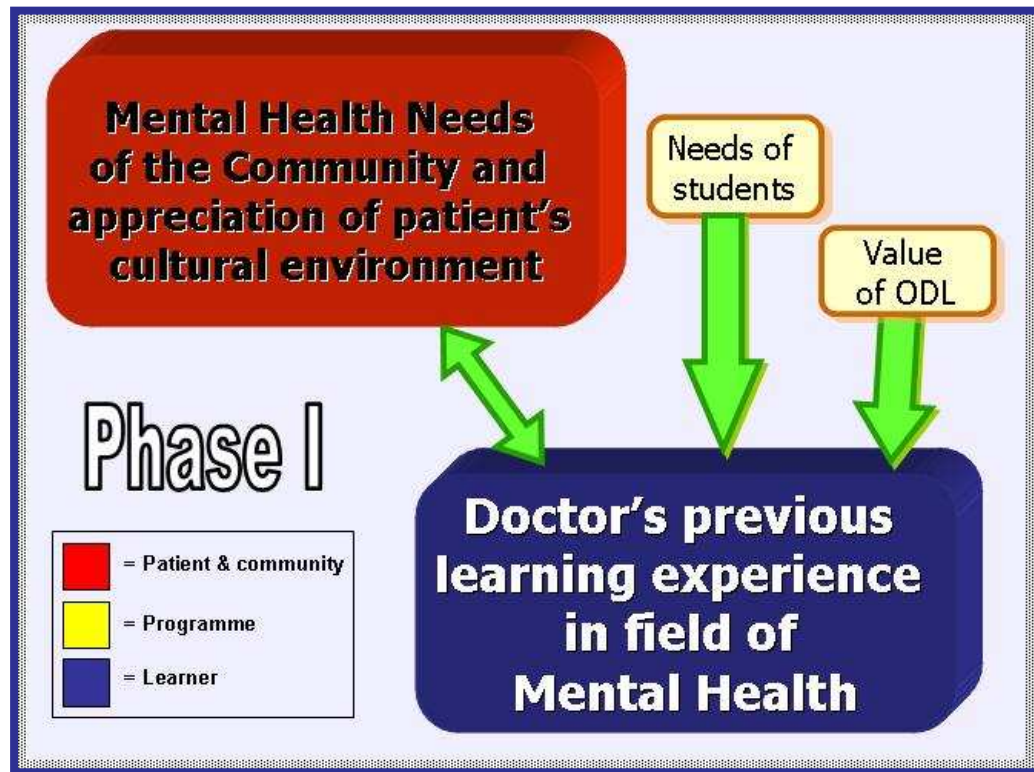 Mental Health Needs
of the Community and
appreciation of patient's
cultural environment
Needs of
students
Value
of ODL
Phase I
= Patient & community
= Programme
= Learner
Doctor's previous
learning experience
in field of
Mental Health